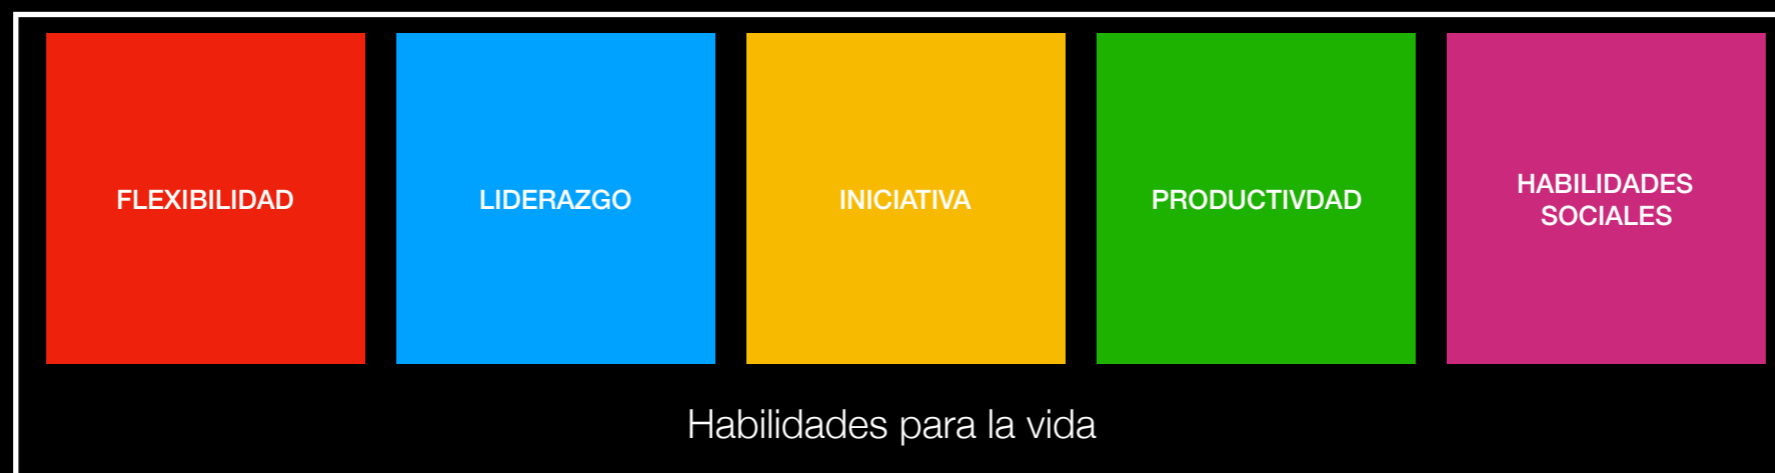 FLEXIBILIDAD
LIDERAZGO
INICIATIVA
PRODUCTIVDAD
HABILIDADES
SOCIALES
Habilidades para la vida